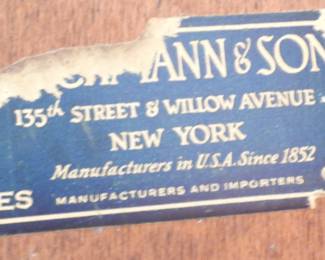 ANN & SON
135th STREET & WILLOW AVENUE
NEW YORK
Manufacturers in U.S.A. Since 1852
ES MANUFACTURERS AND IMPORTERS